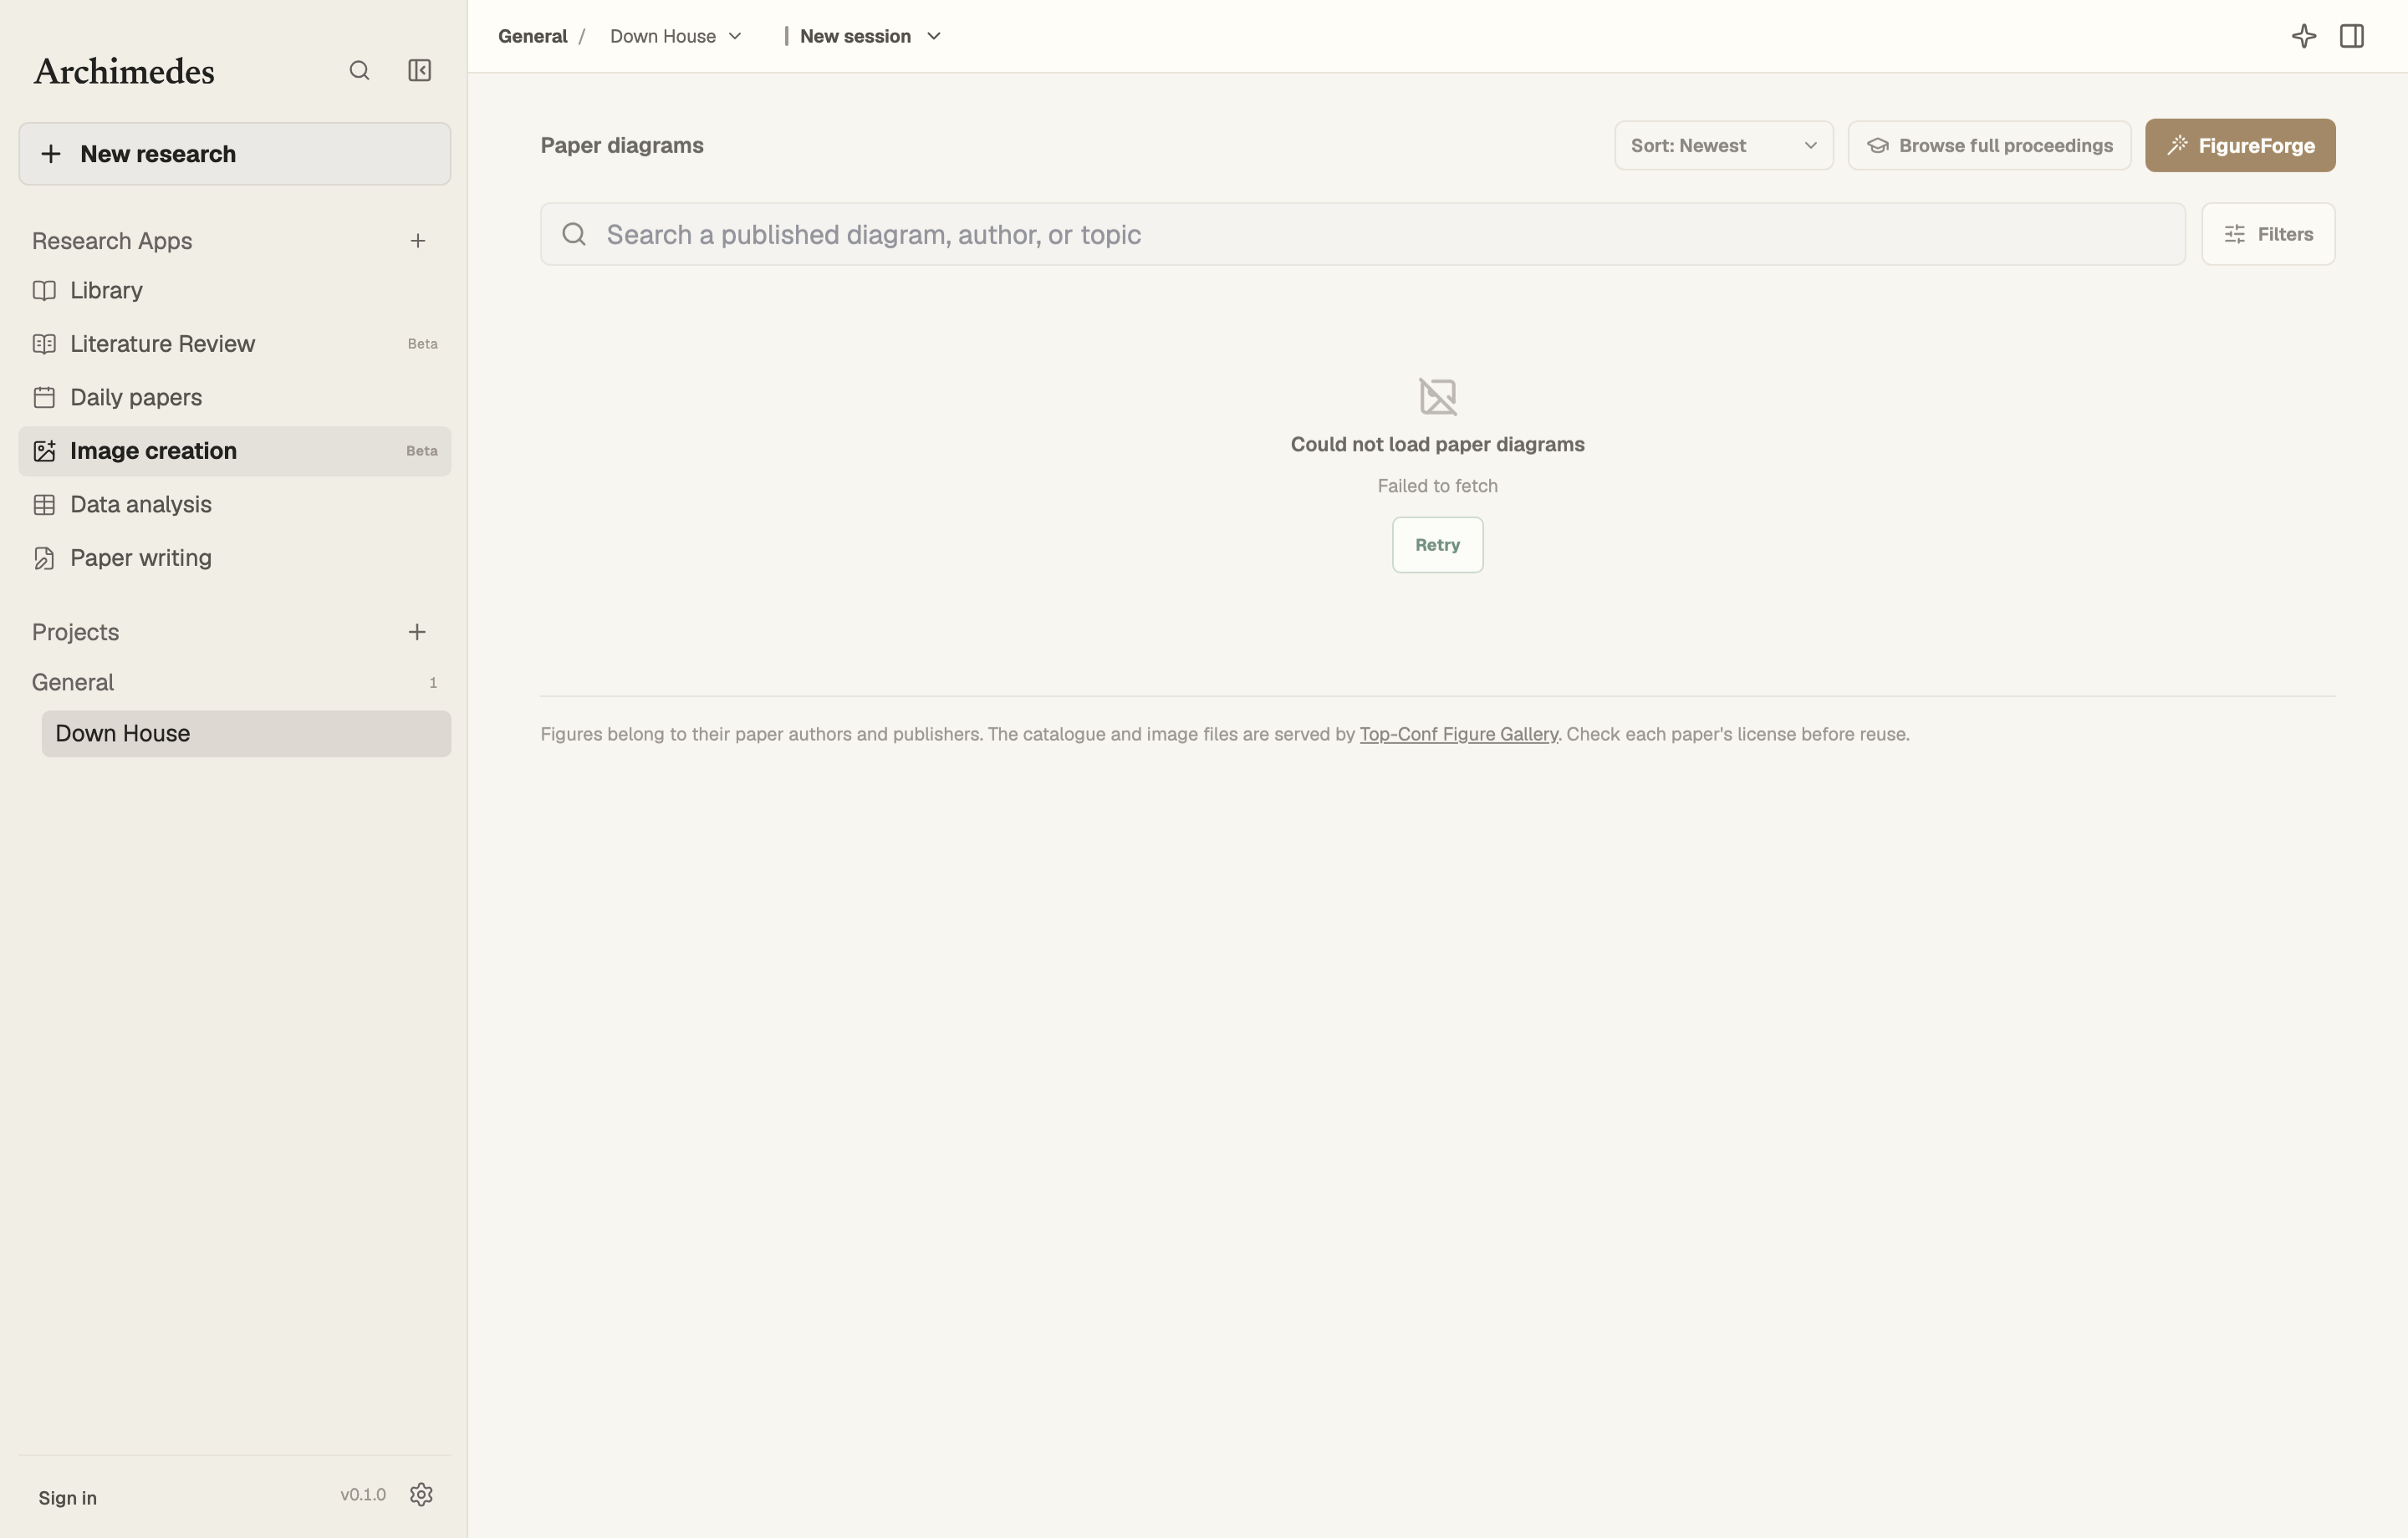 Archimedes
New research
Research Apps
Library
Literature Review Beta
Daily papers
Image creation Beta
Data analysis
Paper writing
Projects
General 1
Down House
Sign in v0.1.0
General / Down House New session
Paper diagrams Sort: Newest Browse full proceedings FigureForge
Search a published diagram, author, or topic Filters
Could not load paper diagrams
Failed to fetch
Retry
Figures belong to their paper authors and publishers. The catalogue and image files are served by Top-Conf Figure Gallery. Check each paper's license before reuse.